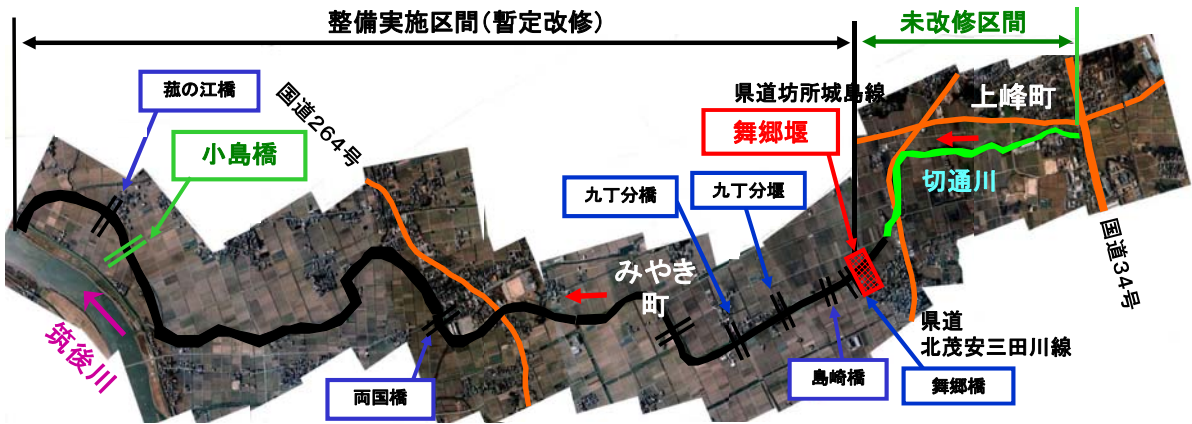 整備実施区間(暫定改修)
未改修区間
菰の江橋
国道264号
小島橋
県道坊所城島線
上峰町
舞郷堰
切通川
九丁分橋
九丁分堰
国道34号
みやき
町
筑後川
両国橋
島崎橋
県道
北茂安三田川線
舞郷橋